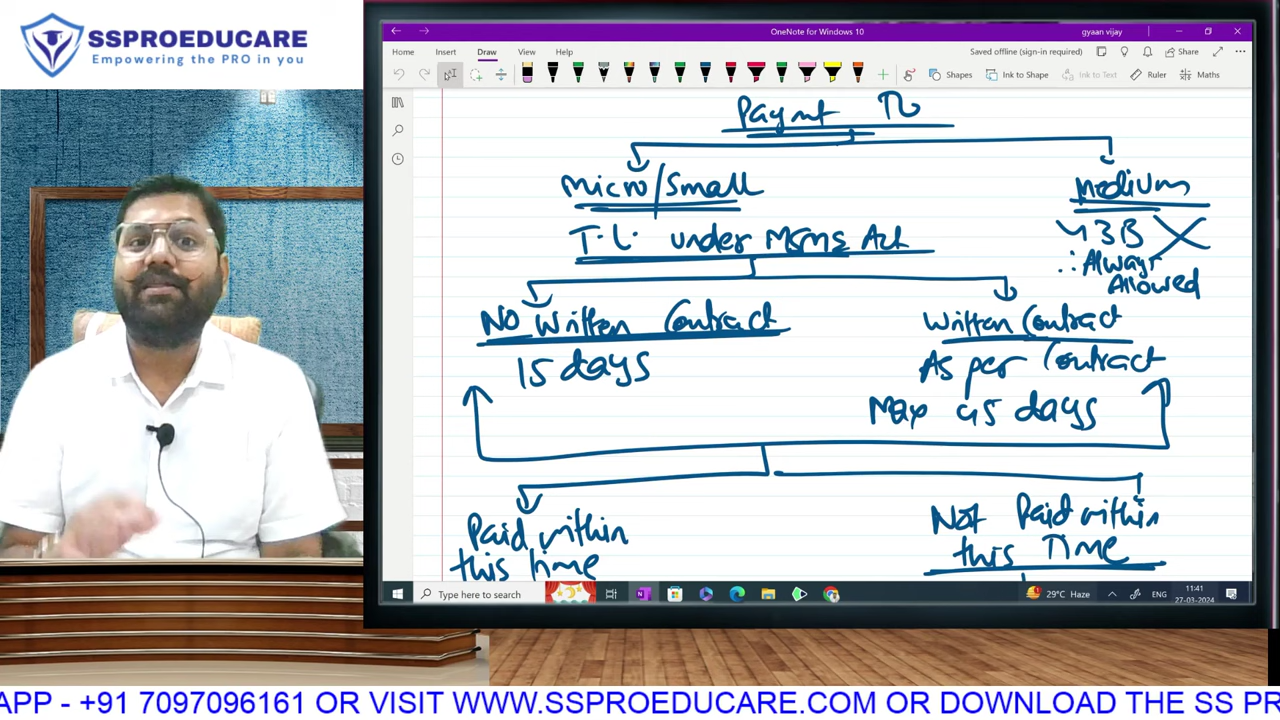 SSPROEDUCARE
Empowering the PRO in you
OneNote for Windows 10
gyaan vijay
Home Insert Draw View Help
Saved offline (sign-in required)
Share
Shapes
Ink to Shape
Ink to Text
Ruler
Maths
Paymt To
Micro/Small
Medium
T.L. under MSME Act
43B X
∴ Always
Allowed
NO Written Contract
Written Contract
15 days
As per Contract
Max 45 days
Paid within
this time
Not Paid within
this Time
Type here to search
29°C Haze
ENG
11:41
27-03-2024
APP - +91 7097096161 OR VISIT WWW.SSPROEDUCARE.COM OR DOWNLOAD THE SS PR